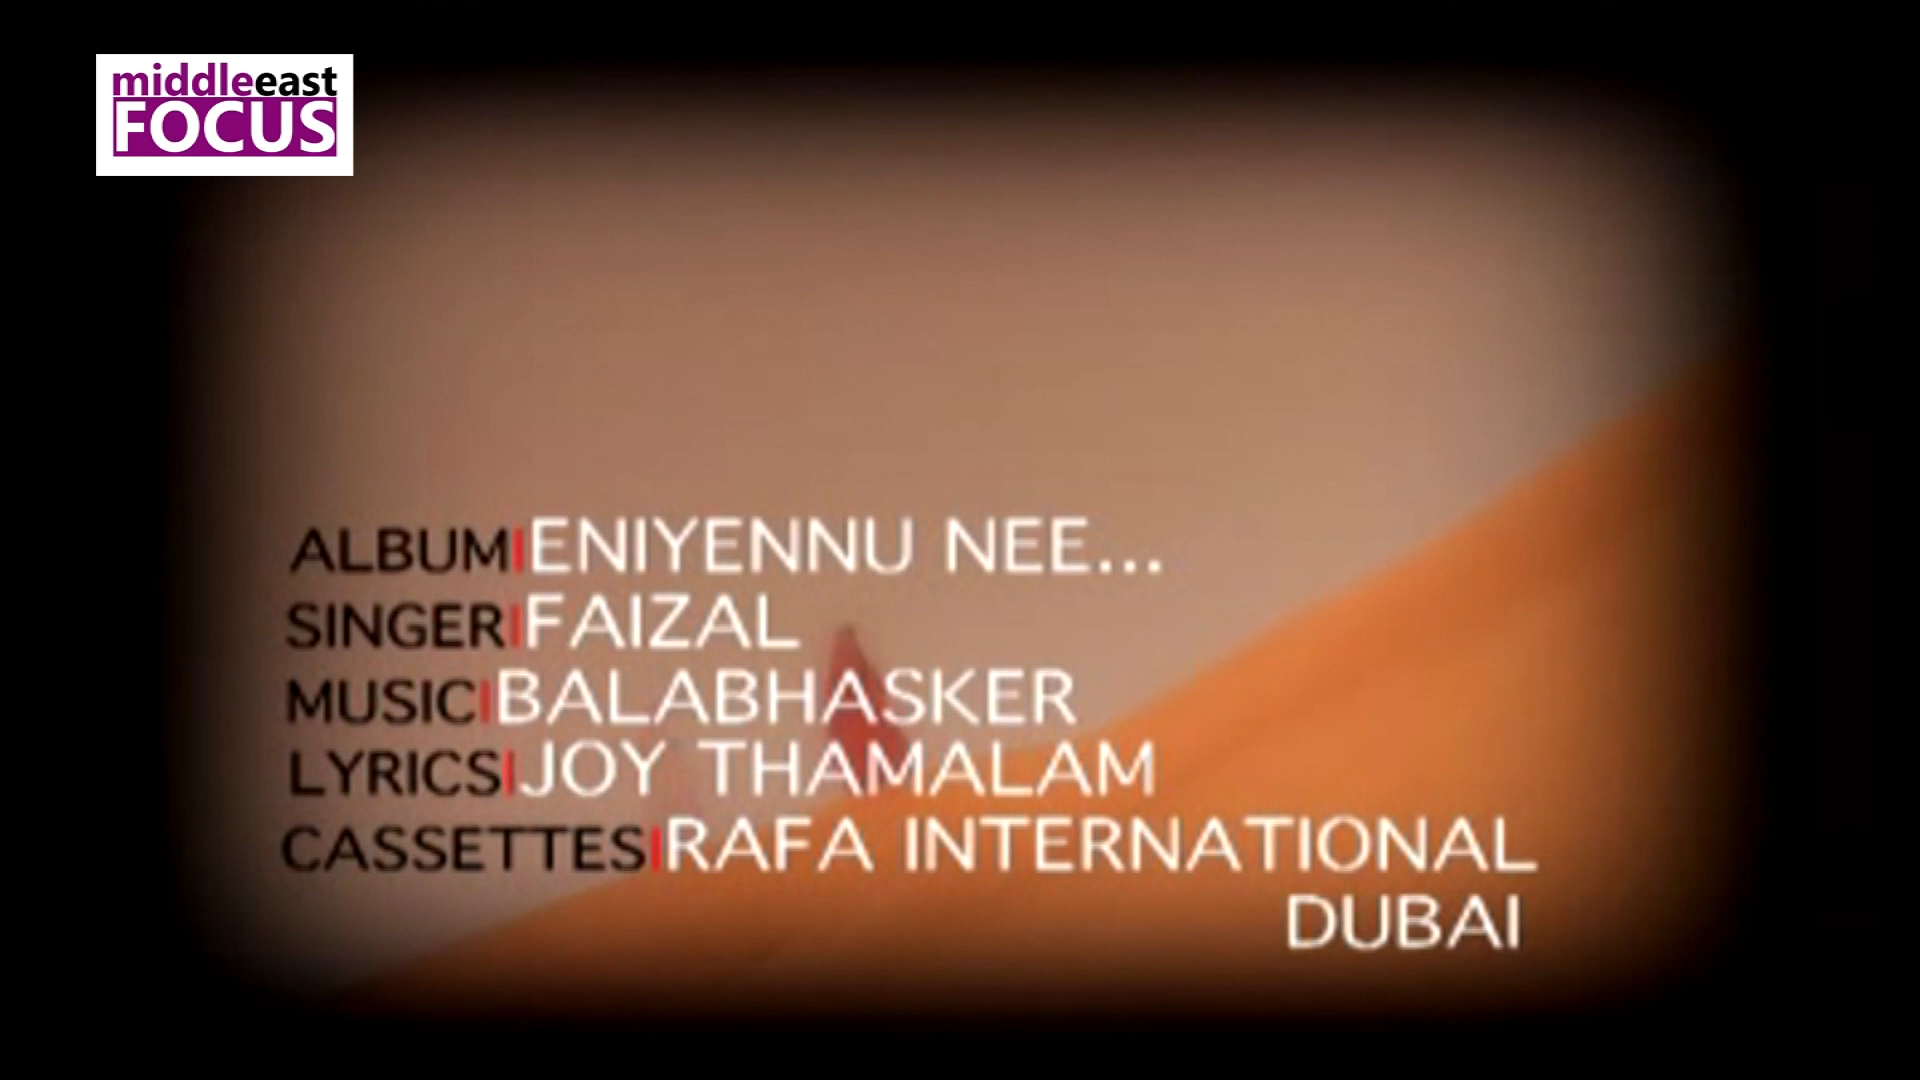 middleeast
FOCUS
ALBUM|ENIYENNU NEE...
SINGER|FAIZAL
MUSIC|BALABHASKER
LYRICS|JOY THAMALAM
CASSETTES|RAFA INTERNATIONAL
DUBAI